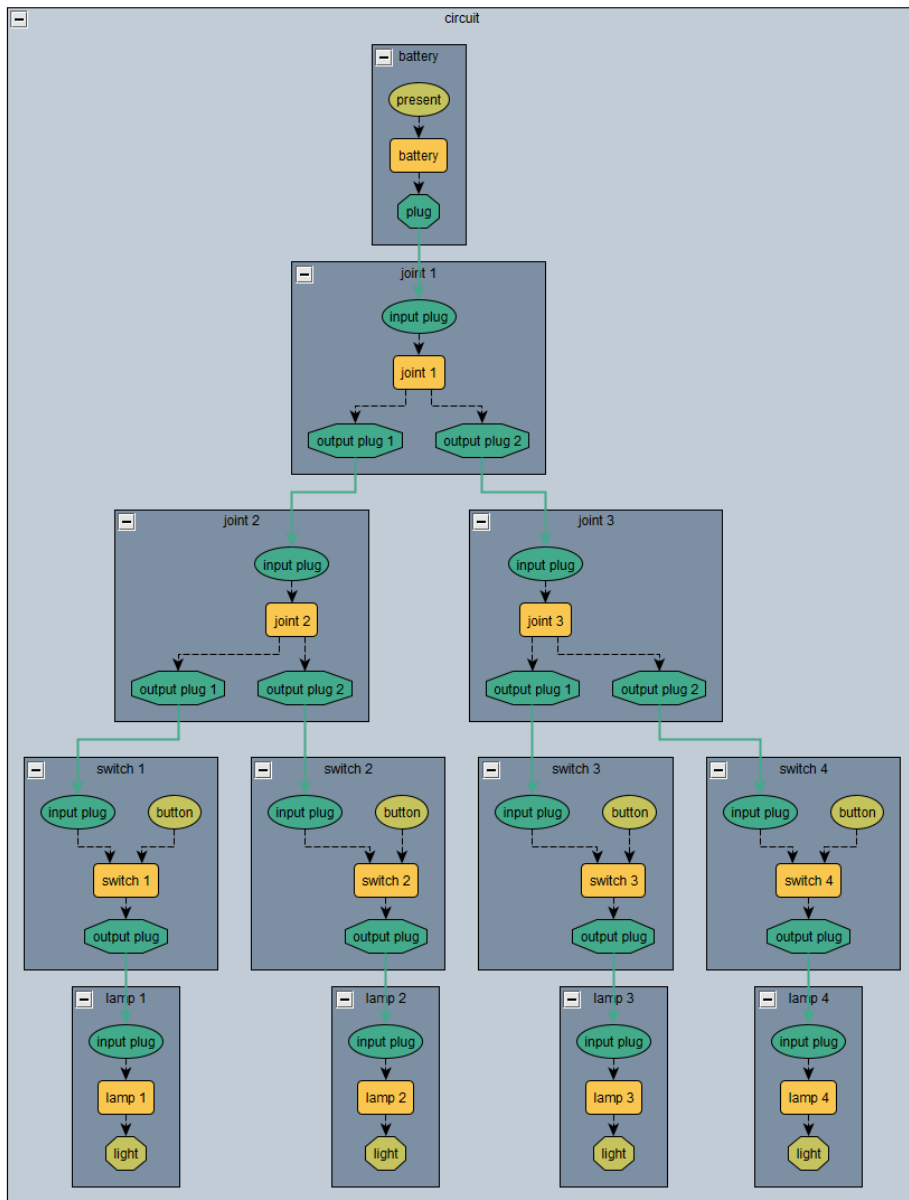 circuit
battery
present
battery
plug
joint 1
input plug
joint 1
output plug 1
output plug 2
joint 2
joint 3
input plug
input plug
joint 2
joint 3
output plug 1
output plug 2
output plug 1
output plug 2
switch 1
switch 2
switch 3
switch 4
input plug
button
input plug
button
input plug
button
input plug
button
switch 1
switch 2
switch 3
switch 4
output plug
output plug
output plug
output plug
lamp 1
lamp 2
lamp 3
lamp 4
input plug
input plug
input plug
input plug
lamp 1
lamp 2
lamp 3
lamp 4
light
light
light
light